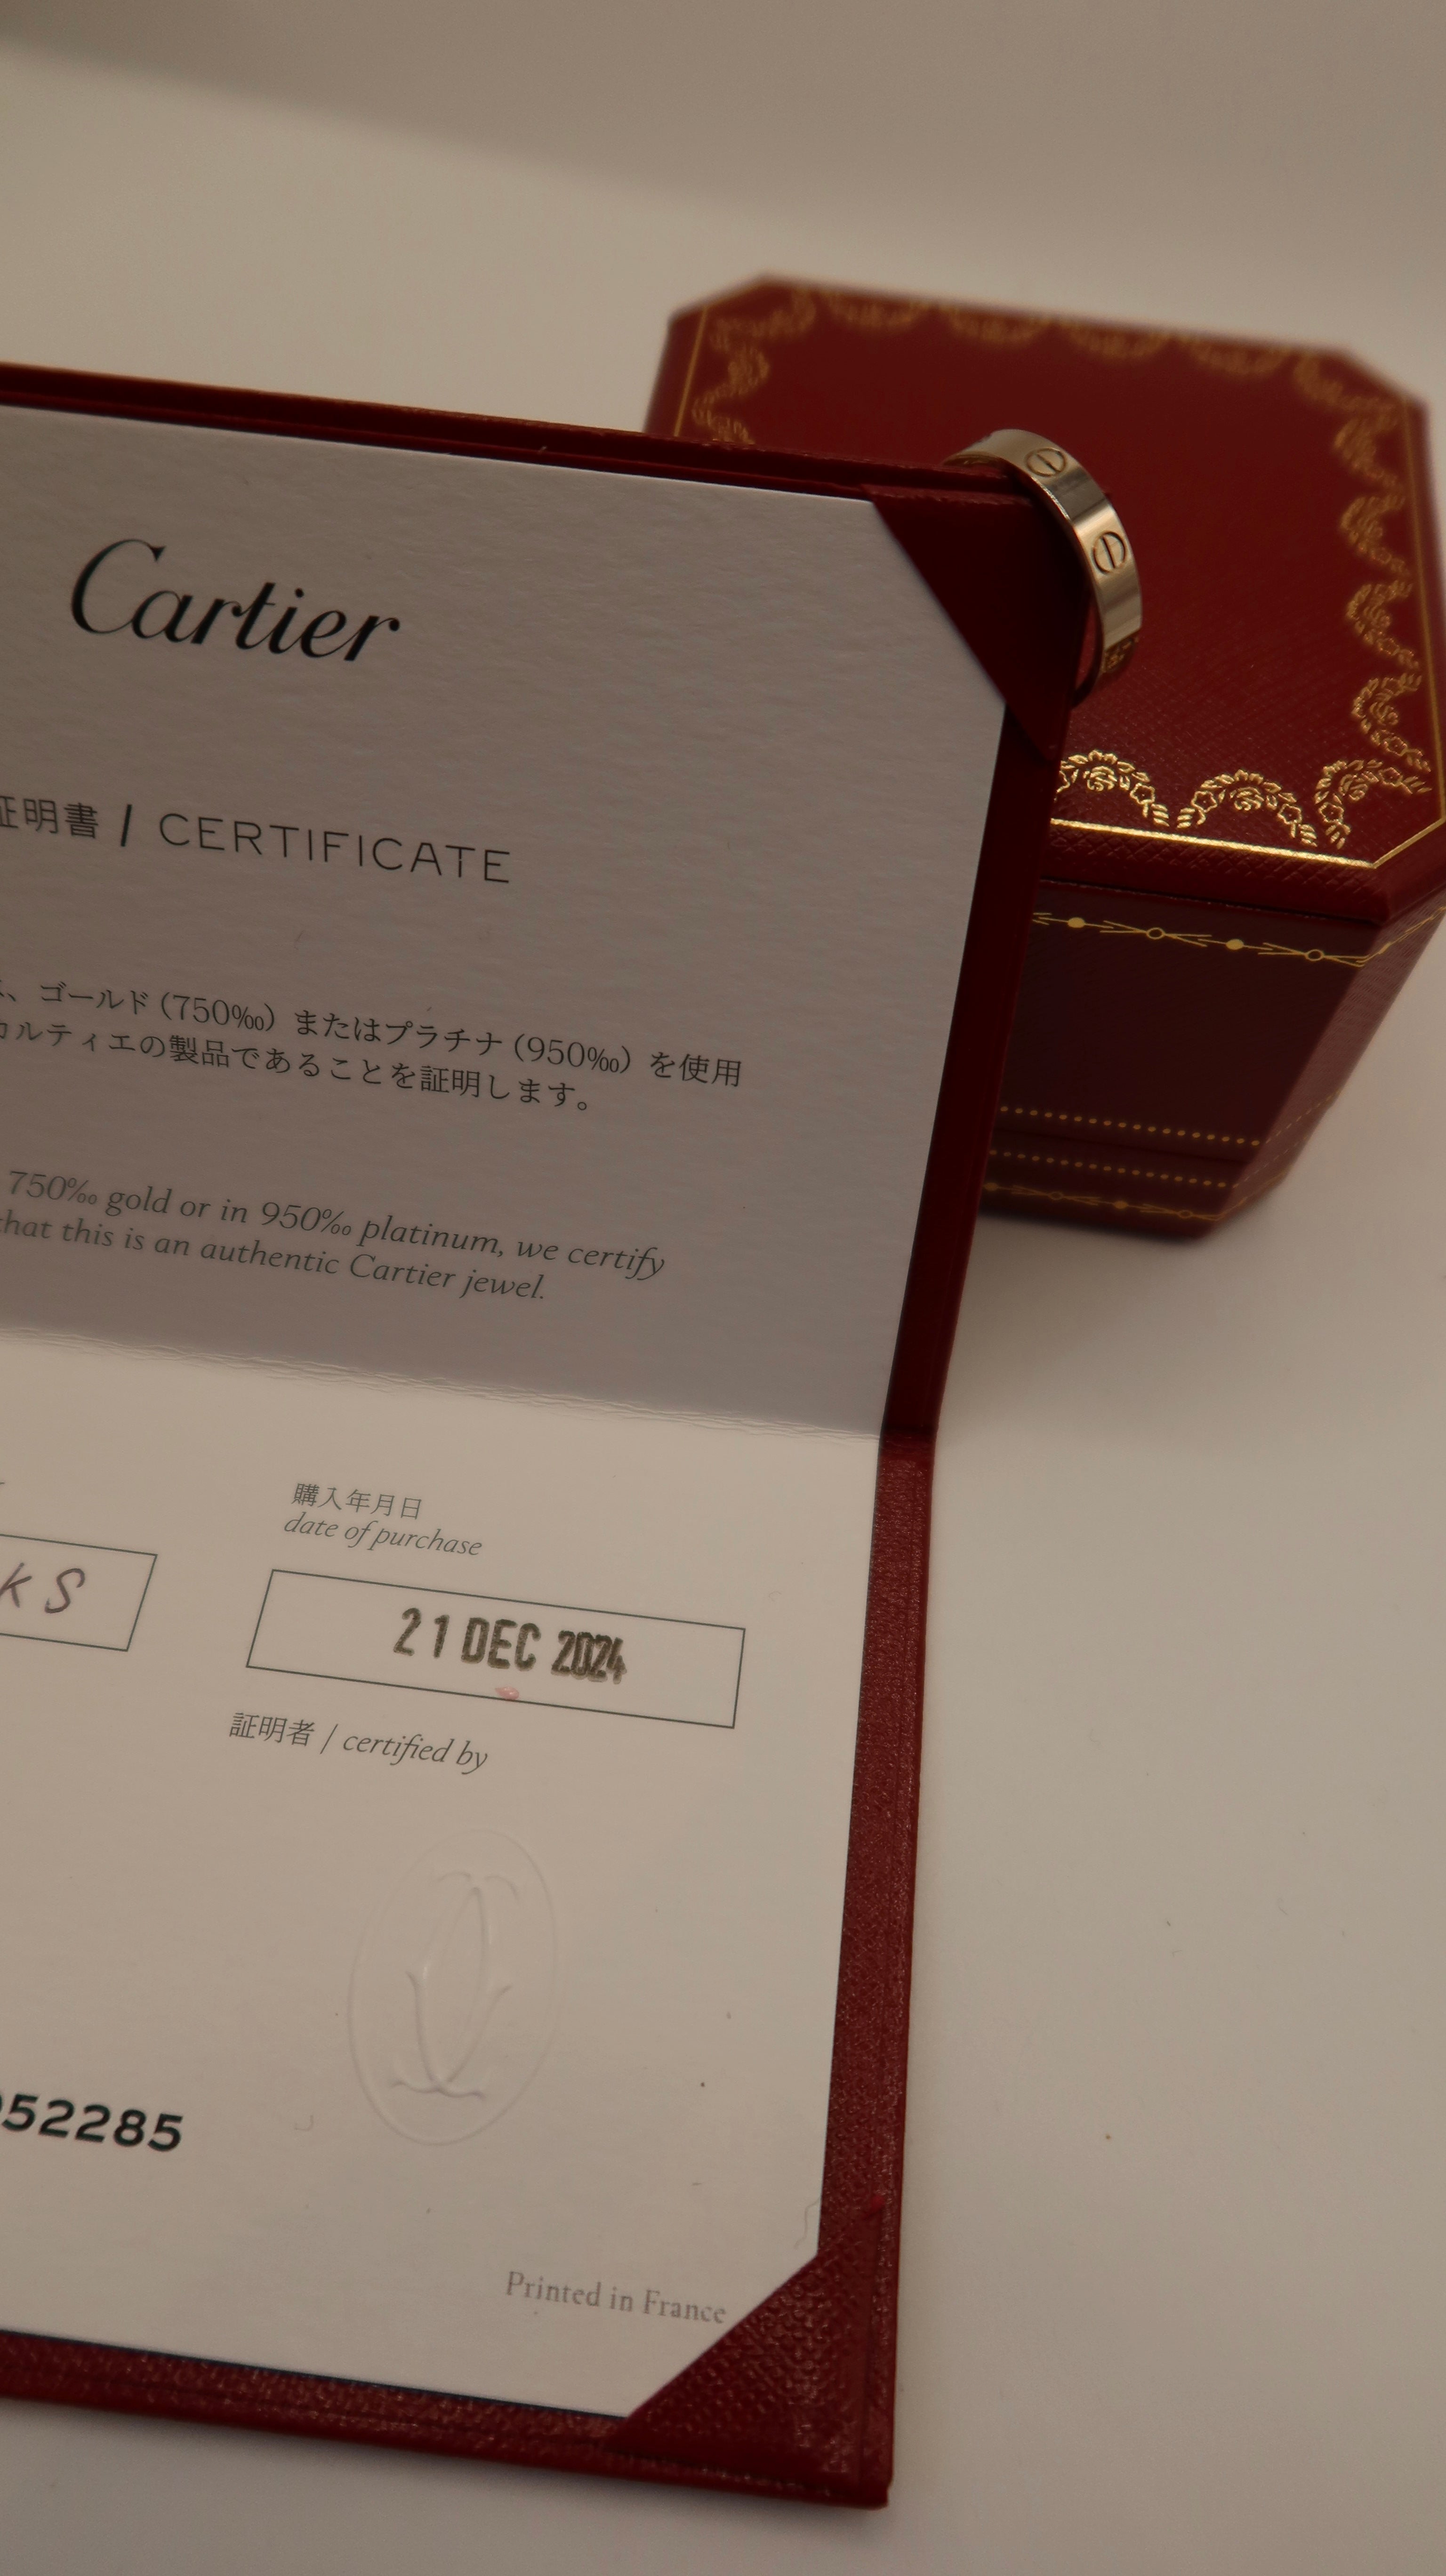 Cartier
証明書 / CERTIFICATE
、ゴールド（750‰）またはプラチナ（950‰）を使用
カルティエの製品であることを証明します。
750‰ gold or in 950‰ platinum, we certify
that this is an authentic Cartier jewel.
購入年月日
date of purchase
KS
21 DEC 2024
証明者 / certified by
52285
Printed in France